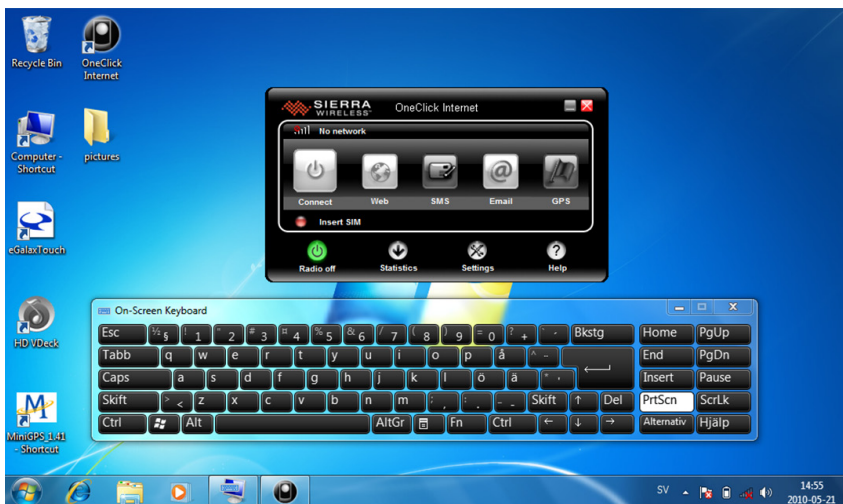 Recycle Bin
OneClick
Internet
Computer -
Shortcut
pictures
eGalaxTouch
HD VDeck
MiniGPS_1.41
- Shortcut
SIERRA
WIRELESS
OneClick Internet
No network
Connect Web SMS Email GPS
Insert SIM
Radio off Statistics Settings Help
On-Screen Keyboard
Esc ½ § ! 1 " 2 # 3 ¤ 4 % 5 & 6 / 7 ( 8 ) 9 = 0 ? + ` ´ Bkstg Home PgUp
Tabb q w e r t y u i o p å ^ ¨ End PgDn
Caps a s d f g h j k l ö ä * ' Insert Pause
Skift > < z x c v b n m ; , : . _ - Skift ↑ Del PrtScn ScrLk
Ctrl Alt AltGr Fn Ctrl ← ↓ → Alternativ Hjälp
SV
14:55
2010-05-21